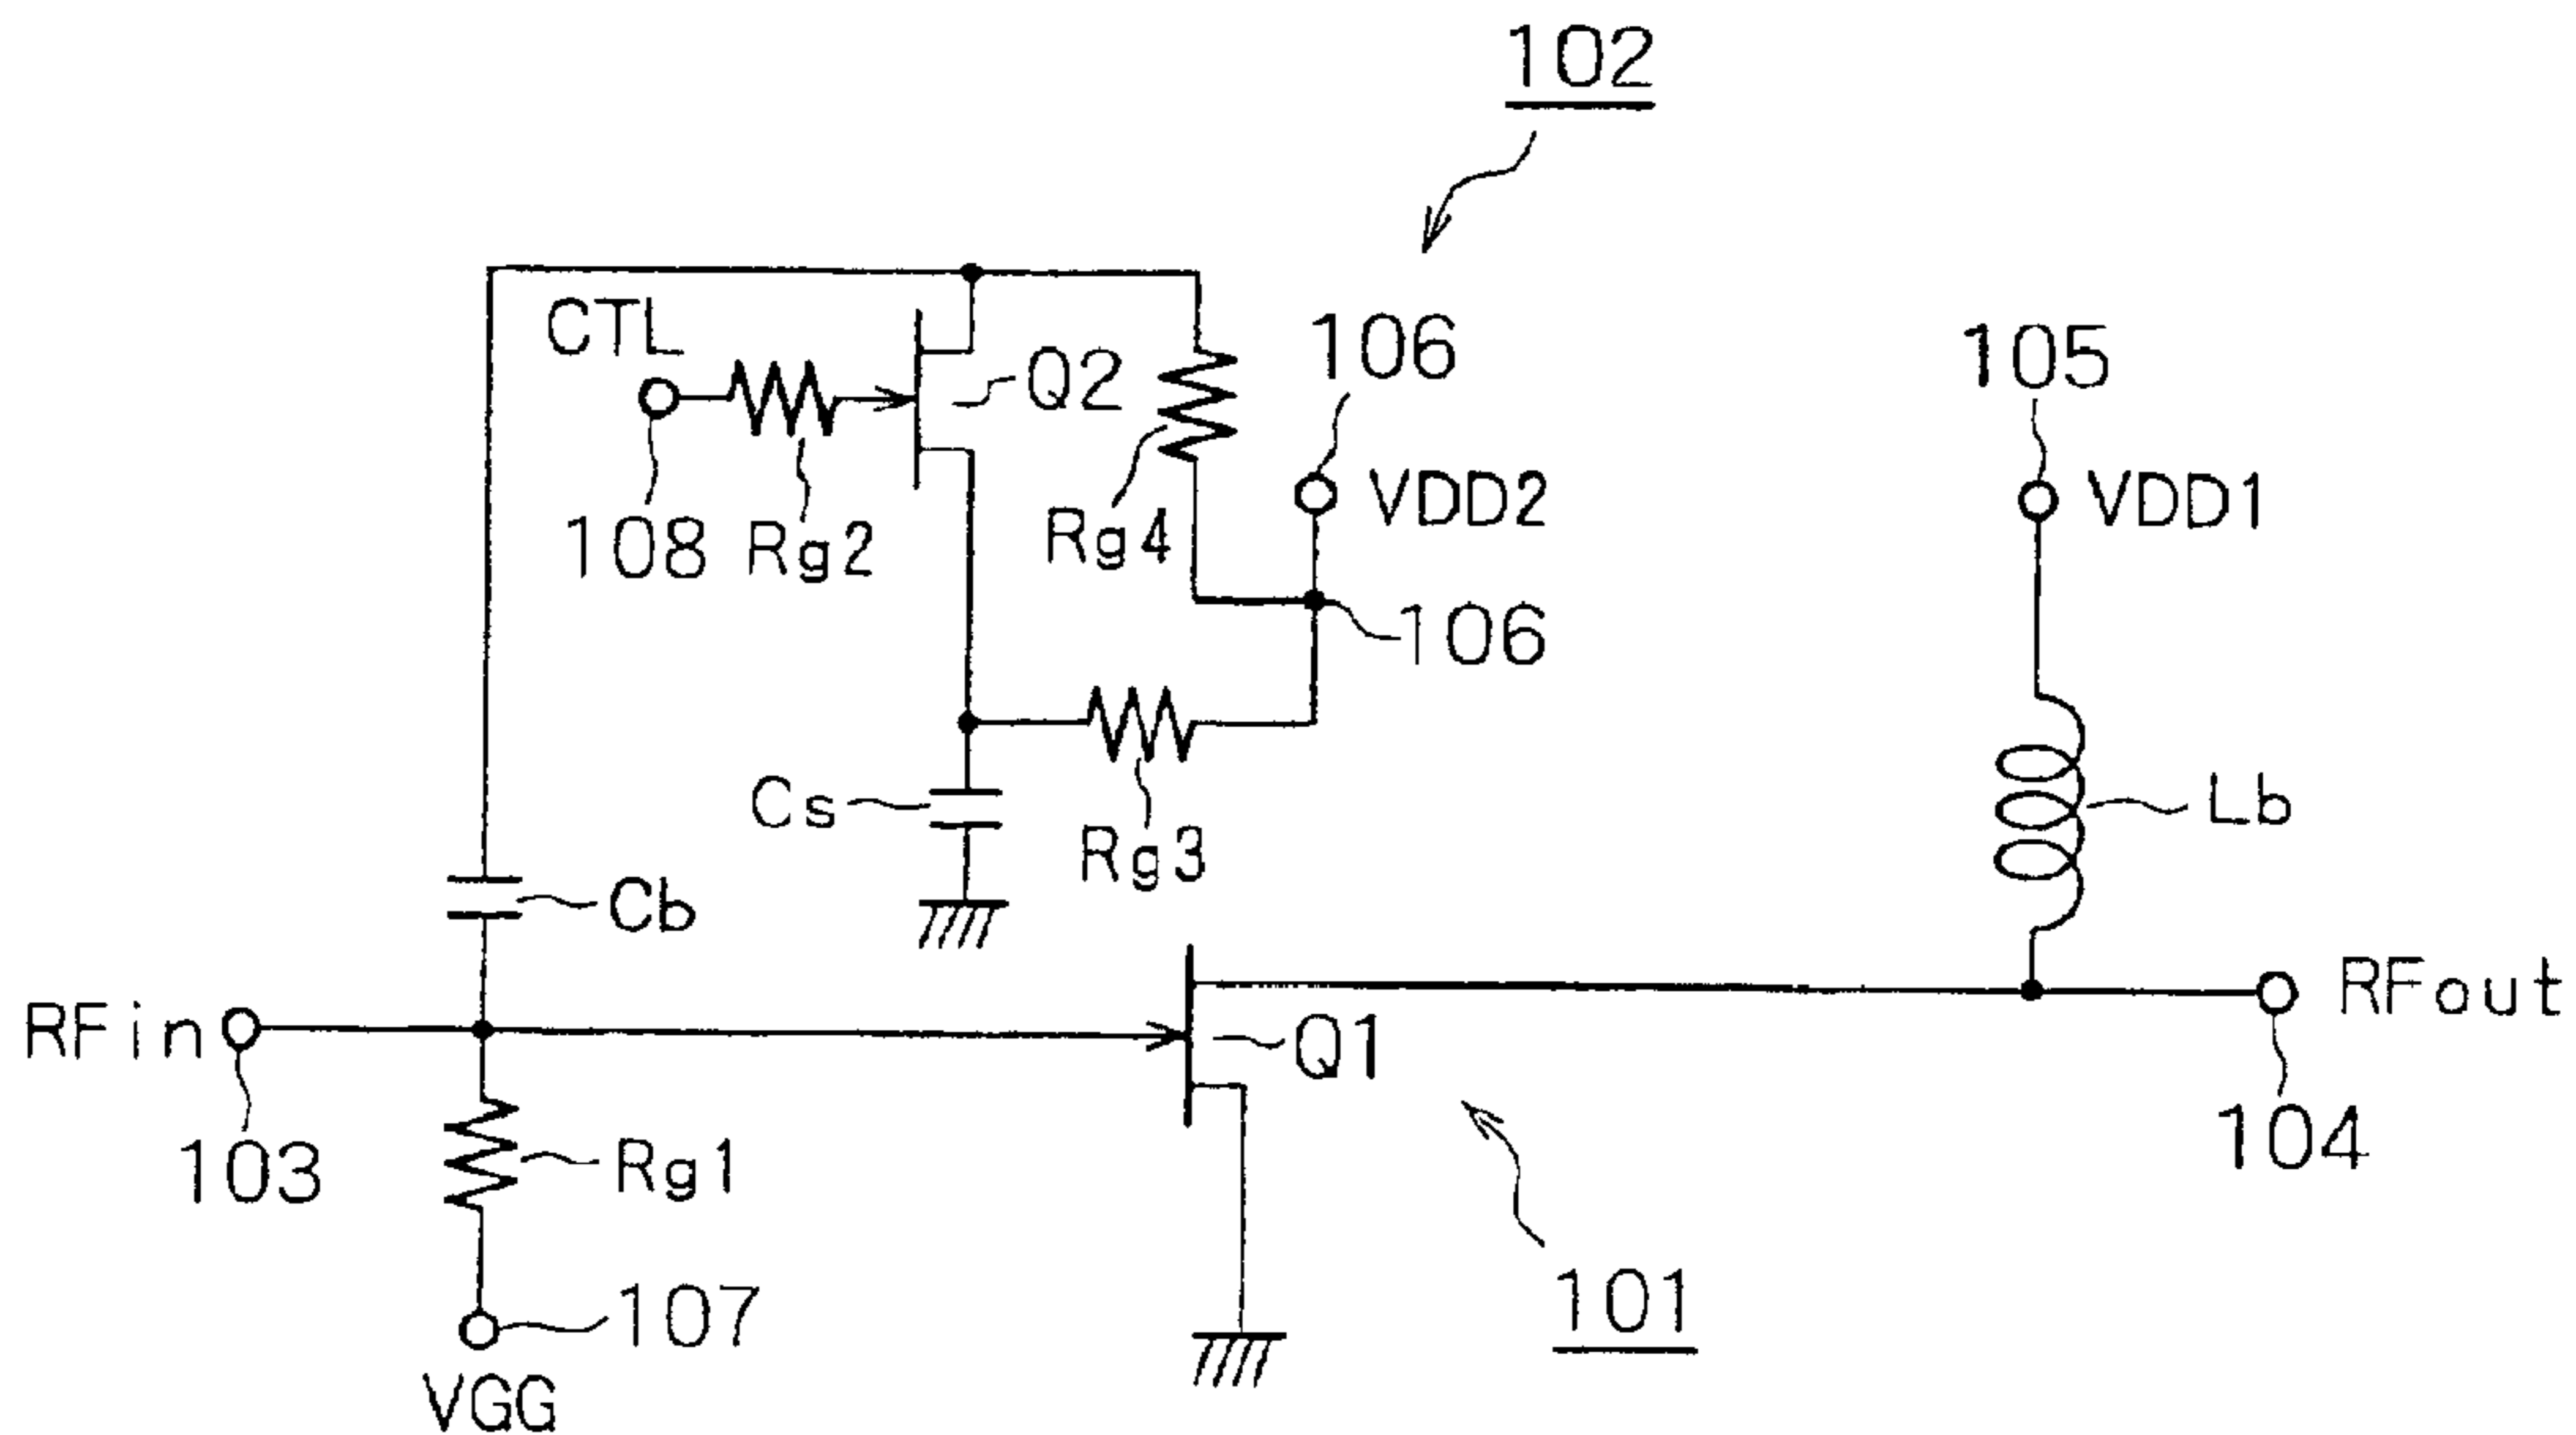 102
CTL
Q2
106
105
VDD2
VDD1
108
Rg2
Rg4
106
Cs
Rg3
Lb
Cb
RFin
Q1
RFout
103
Rg1
104
107
101
VGG